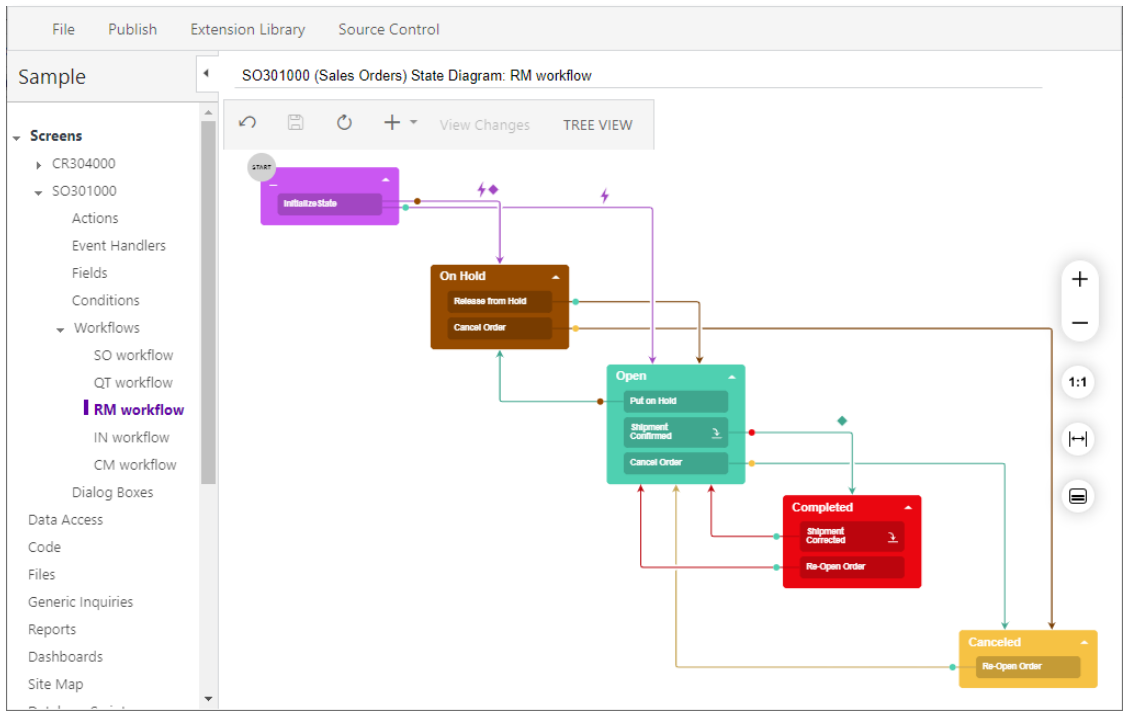 File Publish Extension Library Source Control
Sample
SO301000 (Sales Orders) State Diagram: RM workflow
View Changes TREE VIEW
Screens
CR304000
SO301000
Actions
Event Handlers
Fields
Conditions
Workflows
SO workflow
QT workflow
RM workflow
IN workflow
CM workflow
Dialog Boxes
Data Access
Code
Files
Generic Inquiries
Reports
Dashboards
Site Map
START
InitializeState
On Hold
Release from Hold
Cancel Order
Open
Put on Hold
Shipment
Confirmed
Cancel Order
Completed
Shipment
Corrected
Re-Open Order
Canceled
Re-Open Order
1:1